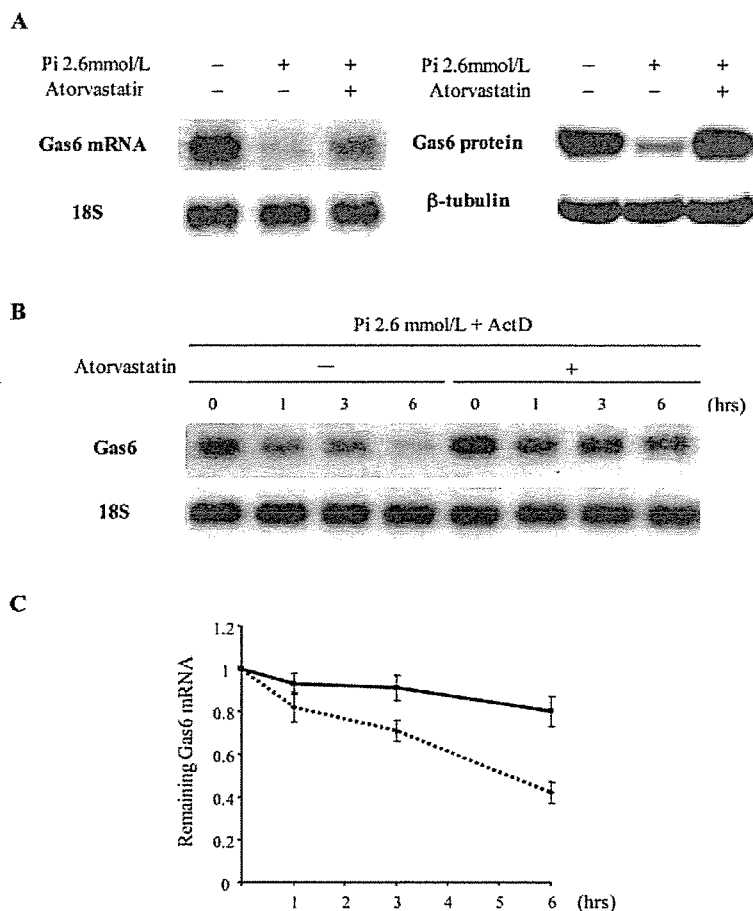 A
Pi 2.6mmol/L – + +
Atorvastatir – – +
Gas6 mRNA
18S
Pi 2.6mmol/L – + +
Atorvastatin – – +
Gas6 protein
β-tubulin
B
Pi 2.6 mmol/L + ActD
Atorvastatin — +
0 1 3 6 0 1 3 6 (hrs)
Gas6
18S
C
Remaining Gas6 mRNA
1.2
1
0.8
0.6
0.4
0.2
0
1 2 3 4 5 6 (hrs)